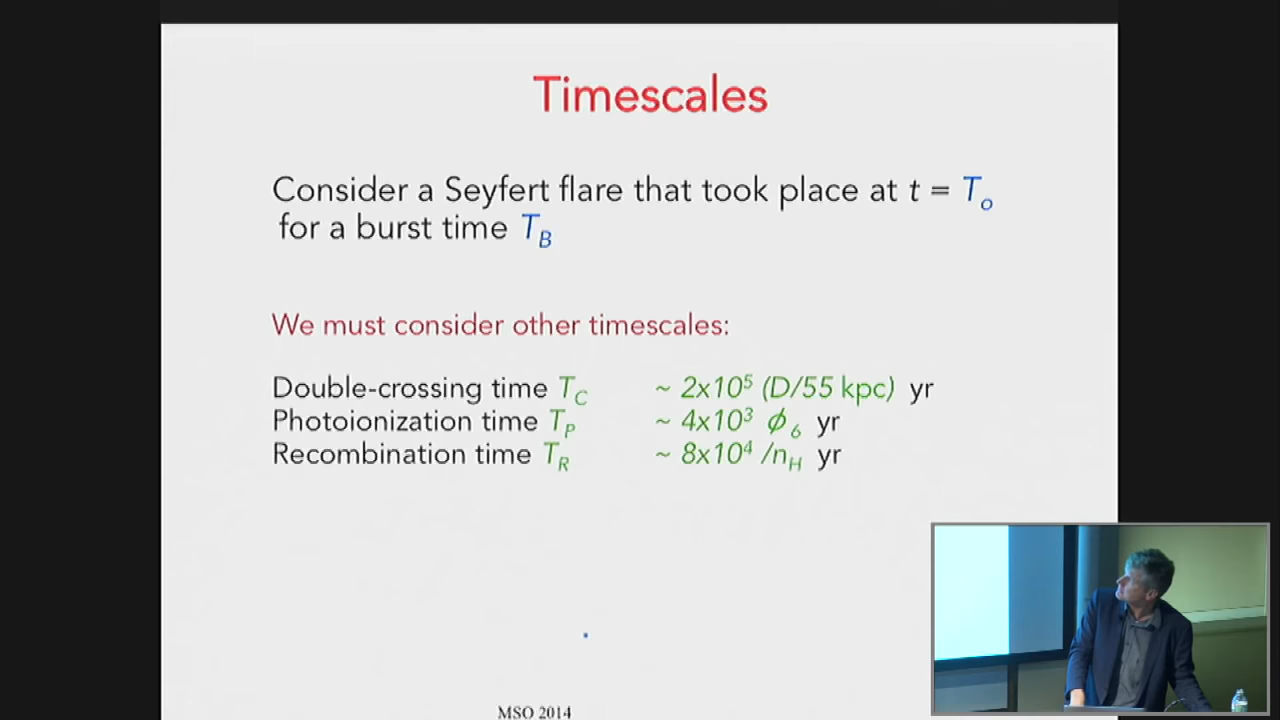 Timescales
Consider a Seyfert flare that took place at t = T₀
for a burst time T_B
We must consider other timescales:
Double-crossing time T_C ~ 2x10⁵ (D/55 kpc) yr
Photoionization time T_P ~ 4x10³ ϕ₆ yr
Recombination time T_R ~ 8x10⁴ /n_H yr
MSO 2014